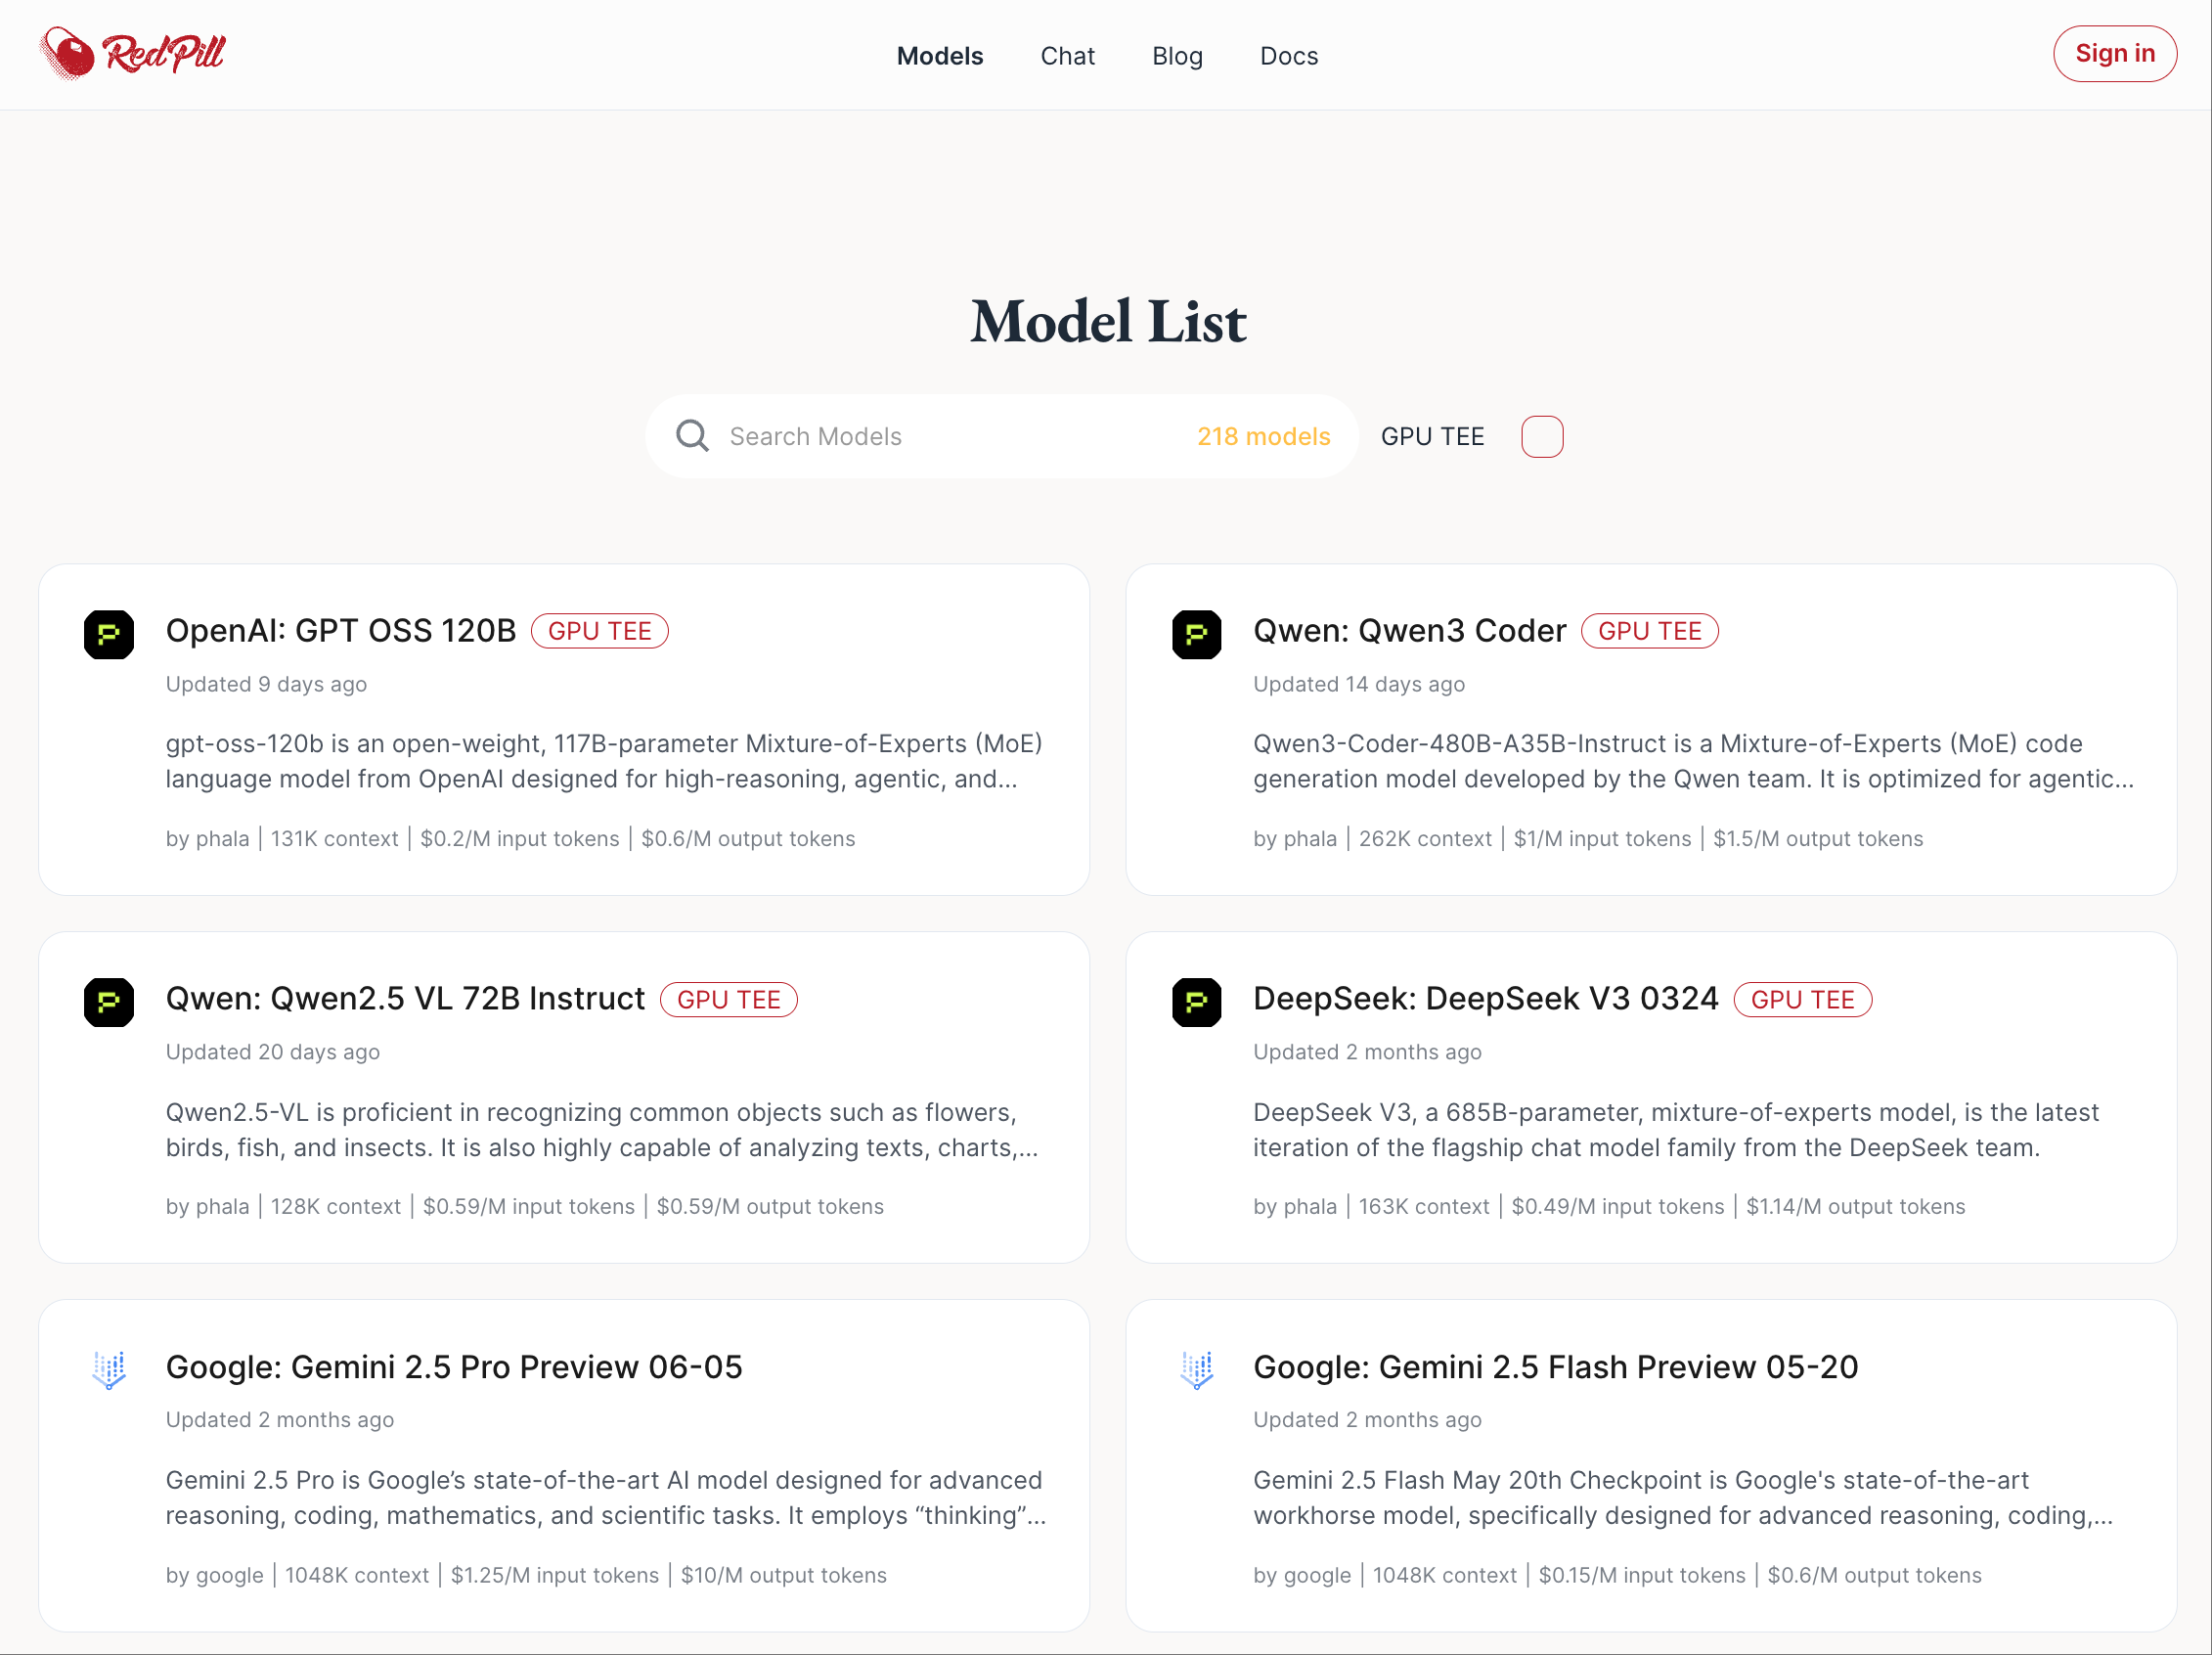 RedPill
Models
Chat
Blog
Docs
Sign in
Model List
Search Models
218 models
GPU TEE
OpenAI: GPT OSS 120B
GPU TEE
Updated 9 days ago
gpt-oss-120b is an open-weight, 117B-parameter Mixture-of-Experts (MoE)
language model from OpenAI designed for high-reasoning, agentic, and...
by phala | 131K context | $0.2/M input tokens | $0.6/M output tokens
Qwen: Qwen3 Coder
GPU TEE
Updated 14 days ago
Qwen3-Coder-480B-A35B-Instruct is a Mixture-of-Experts (MoE) code
generation model developed by the Qwen team. It is optimized for agentic...
by phala | 262K context | $1/M input tokens | $1.5/M output tokens
Qwen: Qwen2.5 VL 72B Instruct
GPU TEE
Updated 20 days ago
Qwen2.5-VL is proficient in recognizing common objects such as flowers,
birds, fish, and insects. It is also highly capable of analyzing texts, charts,...
by phala | 128K context | $0.59/M input tokens | $0.59/M output tokens
DeepSeek: DeepSeek V3 0324
GPU TEE
Updated 2 months ago
DeepSeek V3, a 685B-parameter, mixture-of-experts model, is the latest
iteration of the flagship chat model family from the DeepSeek team.
by phala | 163K context | $0.49/M input tokens | $1.14/M output tokens
Google: Gemini 2.5 Pro Preview 06-05
Updated 2 months ago
Gemini 2.5 Pro is Google’s state-of-the-art AI model designed for advanced
reasoning, coding, mathematics, and scientific tasks. It employs “thinking”...
by google | 1048K context | $1.25/M input tokens | $10/M output tokens
Google: Gemini 2.5 Flash Preview 05-20
Updated 2 months ago
Gemini 2.5 Flash May 20th Checkpoint is Google's state-of-the-art
workhorse model, specifically designed for advanced reasoning, coding,...
by google | 1048K context | $0.15/M input tokens | $0.6/M output tokens